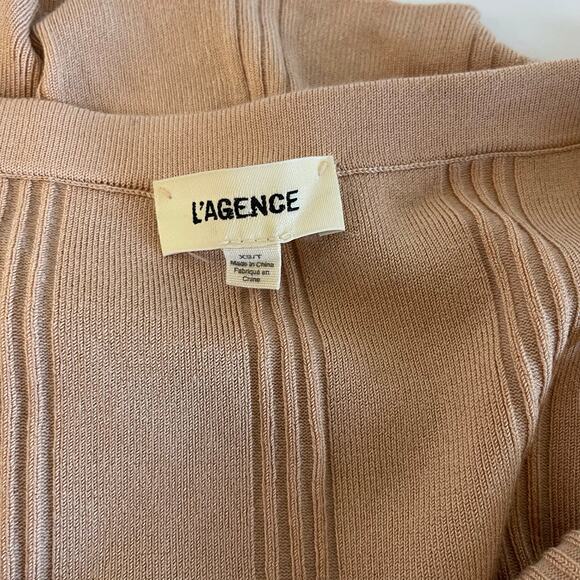 L'AGENCE
XS/T
Made in China
Fabriqué en
Chine